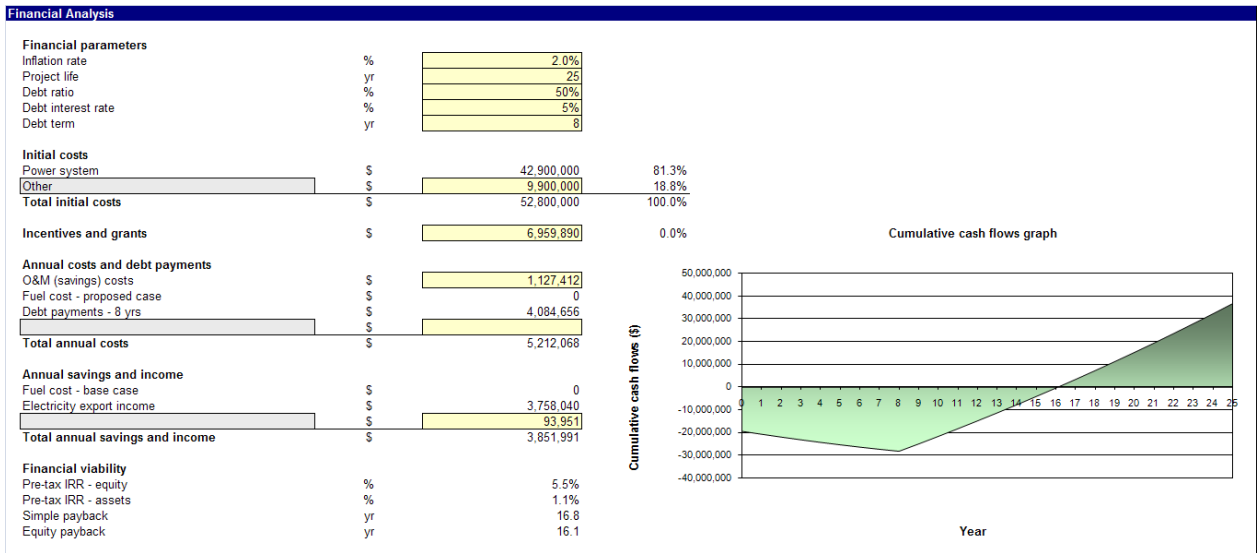 Financial Analysis
Financial parameters
Inflation rate % 2.0%
Project life yr 25
Debt ratio % 50%
Debt interest rate % 5%
Debt term yr 8
Initial costs
Power system $ 42,900,000 81.3%
Other $ 9,900,000 18.8%
Total initial costs $ 52,800,000 100.0%
Incentives and grants $ 6,959,890 0.0%
Annual costs and debt payments
O&M (savings) costs $ 1,127,412
Fuel cost - proposed case $ 0
Debt payments - 8 yrs $ 4,084,656
$
Total annual costs $ 5,212,068
Annual savings and income
Fuel cost - base case $ 0
Electricity export income $ 3,758,040
$ 93,951
Total annual savings and income $ 3,851,991
Financial viability
Pre-tax IRR - equity % 5.5%
Pre-tax IRR - assets % 1.1%
Simple payback yr 16.8
Equity payback yr 16.1
Cumulative cash flows graph
Cumulative cash flows ($)
50,000,000
40,000,000
30,000,000
20,000,000
10,000,000
0
-10,000,000
-20,000,000
-30,000,000
-40,000,000
0 1 2 3 4 5 6 7 8 9 10 11 12 13 14 15 16 17 18 19 20 21 22 23 24 25
Year